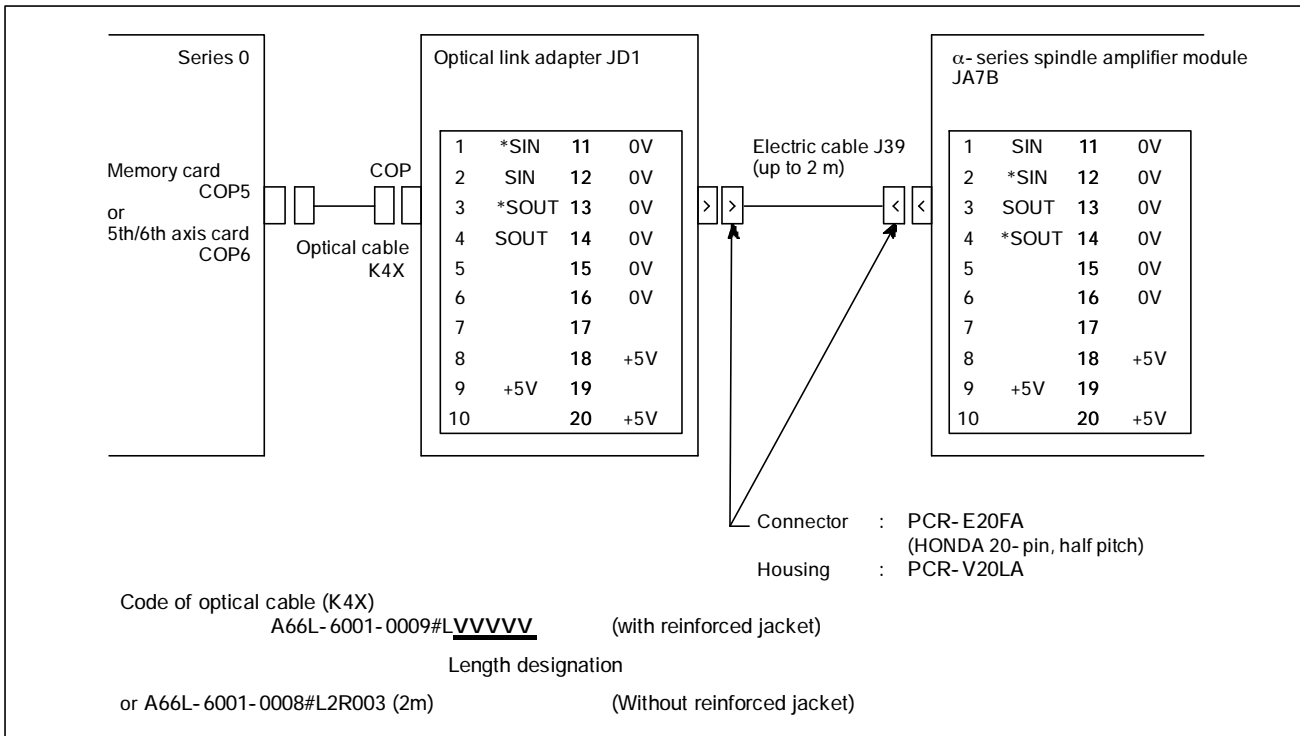 Series 0
Memory card
COP5
or
5th/6th axis card
COP6
COP
Optical cable
K4X
Optical link adapter JD1
1 *SIN 11 0V
2 SIN 12 0V
3 *SOUT 13 0V
4 SOUT 14 0V
5 15 0V
6 16 0V
7 17
8 18 +5V
9 +5V 19
10 20 +5V
Electric cable J39
(up to 2 m)
α-series spindle amplifier module
JA7B
1 SIN 11 0V
2 *SIN 12 0V
3 SOUT 13 0V
4 *SOUT 14 0V
5 15 0V
6 16 0V
7 17
8 18 +5V
9 +5V 19
10 20 +5V
Connector : PCR-E20FA
(HONDA 20-pin, half pitch)
Housing : PCR-V20LA
Code of optical cable (K4X)
A66L-6001-0009#LVVVVV (with reinforced jacket)
Length designation
or A66L-6001-0008#L2R003 (2m) (Without reinforced jacket)